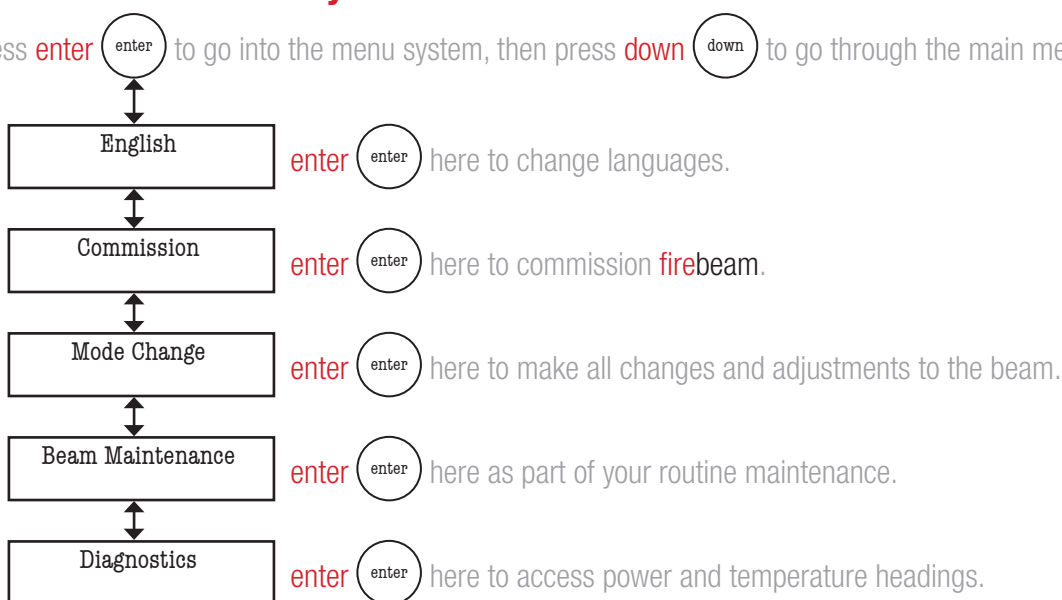 enter enter to go into the menu system, then press down down to go through the main
English
enter enter here to change languages.
Commission
enter enter here to commission firebeam.
Mode Change
enter enter here to make all changes and adjustments to the beam.
Beam Maintenance
enter enter here as part of your routine maintenance.
Diagnostics
enter enter here to access power and temperature headings.